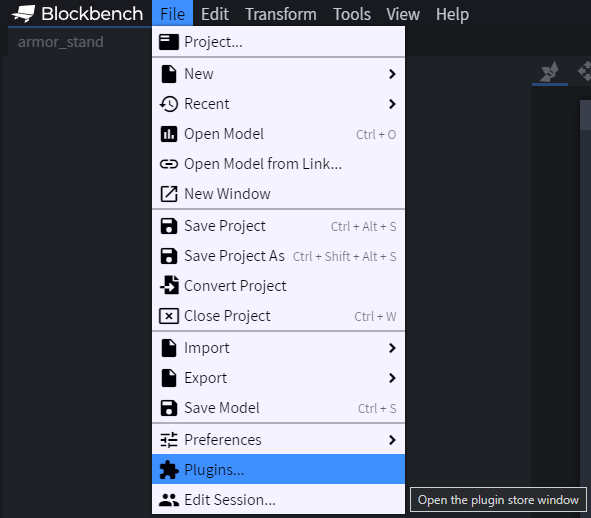 Blockbench File Edit Transform Tools View Help
armor_stand
Project...
New
Recent
Open Model Ctrl + O
Open Model from Link...
New Window
Save Project Ctrl + Alt + S
Save Project As Ctrl + Shift + Alt + S
Convert Project
Close Project Ctrl + W
Import
Export
Save Model Ctrl + S
Preferences
Plugins...
Edit Session...
Open the plugin store window